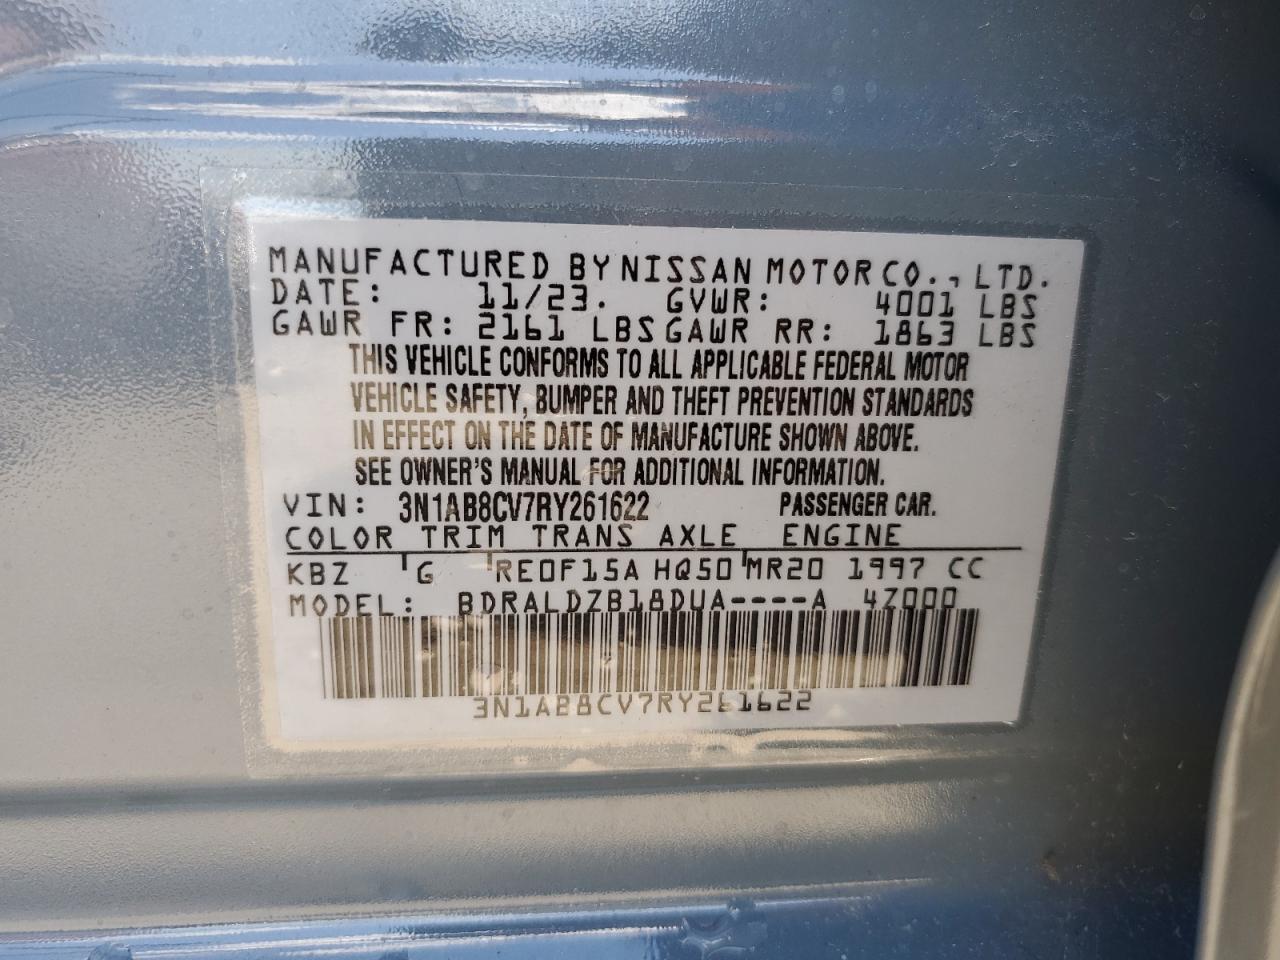 MANUFACTURED BY NISSAN MOTOR CO., LTD.
DATE: 11/23. GVWR: 4001 LBS
GAWR FR: 2161 LBS GAWR RR: 1863 LBS
THIS VEHICLE CONFORMS TO ALL APPLICABLE FEDERAL MOTOR
VEHICLE SAFETY, BUMPER AND THEFT PREVENTION STANDARDS
IN EFFECT ON THE DATE OF MANUFACTURE SHOWN ABOVE.
SEE OWNER'S MANUAL FOR ADDITIONAL INFORMATION.
VIN: 3N1AB8CV7RY261622 PASSENGER CAR.
COLOR TRIM TRANS AXLE ENGINE
KBZ G RE0F15A HQ50 MR20 1997 CC
MODEL: BDRALDZB18DUA----A 4Z000
3N1AB8CV7RY261622